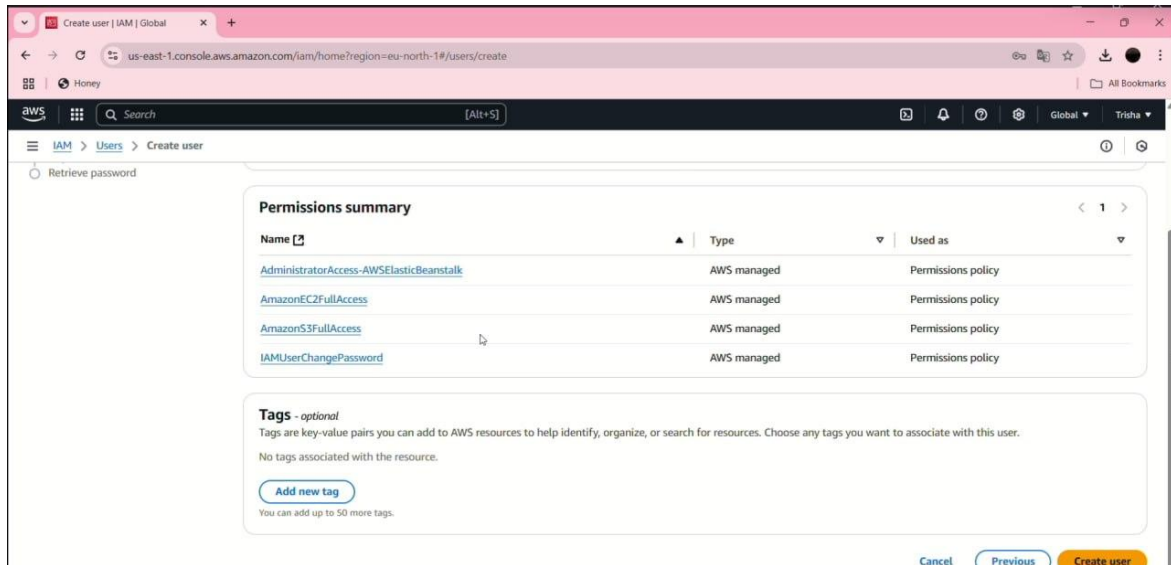 Create user | IAM | Global
us-east-1.console.aws.amazon.com/iam/home?region=eu-north-1#/users/create
Honey
All Bookmarks
aws
Search [Alt+S]
Global
Trisha
IAM > Users > Create user
Retrieve password
Permissions summary
1
Name Type Used as
AdministratorAccess-AWSElasticBeanstalk AWS managed Permissions policy
AmazonEC2FullAccess AWS managed Permissions policy
AmazonS3FullAccess AWS managed Permissions policy
IAMUserChangePassword AWS managed Permissions policy
Tags - optional
Tags are key-value pairs you can add to AWS resources to help identify, organize, or search for resources. Choose any tags you want to associate with this user.
No tags associated with the resource.
Add new tag
You can add up to 50 more tags.
Cancel Previous Create user